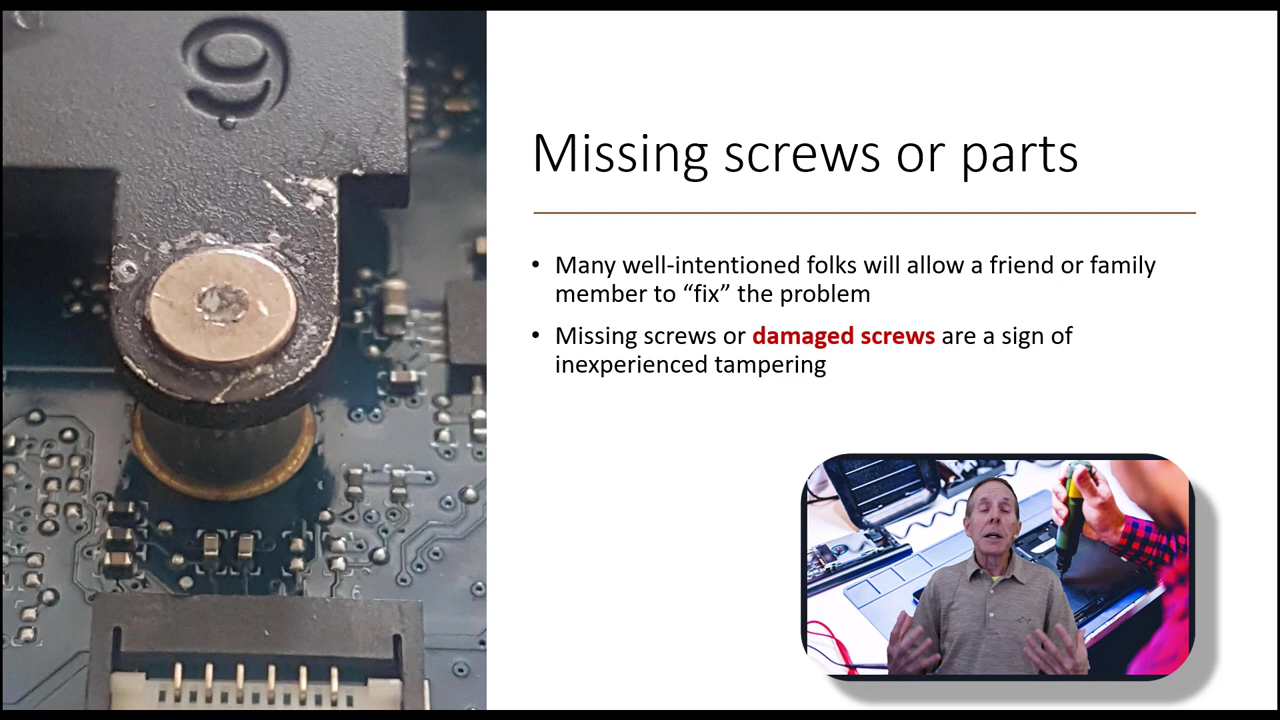 9
Missing screws or parts
• Many well-intentioned folks will allow a friend or family
member to “fix” the problem
• Missing screws or damaged screws are a sign of
inexperienced tampering
6